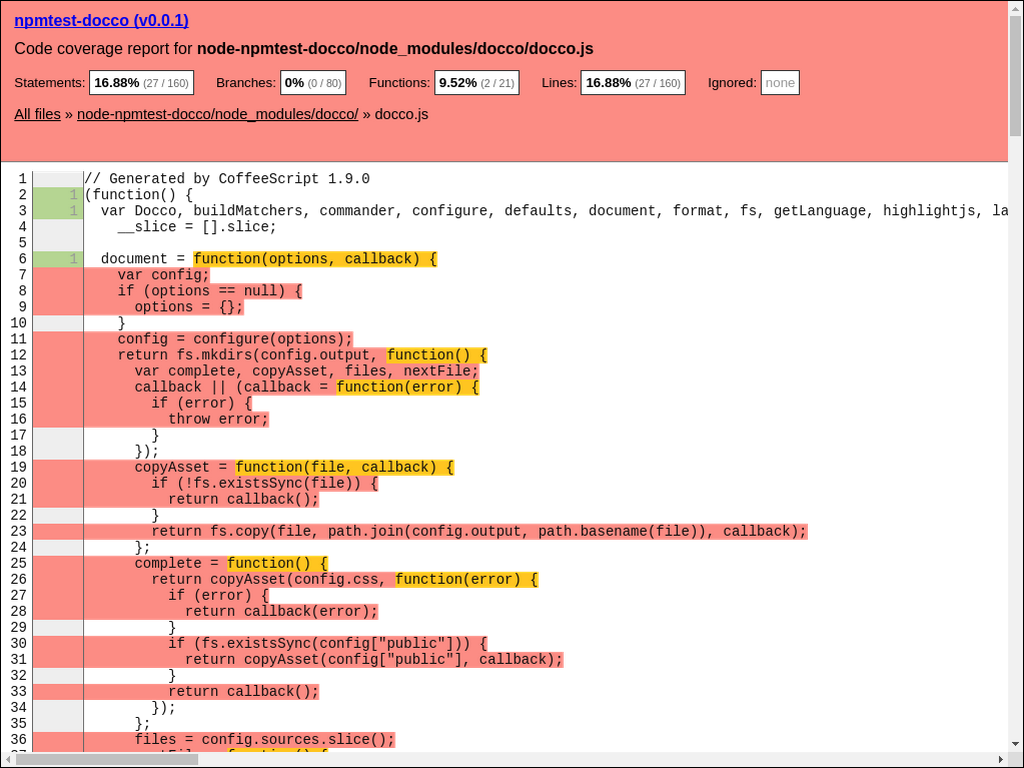 npmtest-docco (v0.0.1)
Code coverage report for node-npmtest-docco/node_modules/docco/docco.js
Statements: 16.88% (27 / 160) Branches: 0% (0 / 80) Functions: 9.52% (2 / 21) Lines: 16.88% (27 / 160) Ignored: none
All files » node-npmtest-docco/node_modules/docco/ » docco.js
1 // Generated by CoffeeScript 1.9.0
2 1 (function() {
3 1 var Docco, buildMatchers, commander, configure, defaults, document, format, fs, getLanguage, highlightjs, la
4 __slice = [].slice;
5
6 1 document = function(options, callback) {
7 var config;
8 if (options == null) {
9 options = {};
10 }
11 config = configure(options);
12 return fs.mkdirs(config.output, function() {
13 var complete, copyAsset, files, nextFile;
14 callback || (callback = function(error) {
15 if (error) {
16 throw error;
17 }
18 });
19 copyAsset = function(file, callback) {
20 if (!fs.existsSync(file)) {
21 return callback();
22 }
23 return fs.copy(file, path.join(config.output, path.basename(file)), callback);
24 };
25 complete = function() {
26 return copyAsset(config.css, function(error) {
27 if (error) {
28 return callback(error);
29 }
30 if (fs.existsSync(config["public"])) {
31 return copyAsset(config["public"], callback);
32 }
33 return callback();
34 });
35 };
36 files = config.sources.slice();